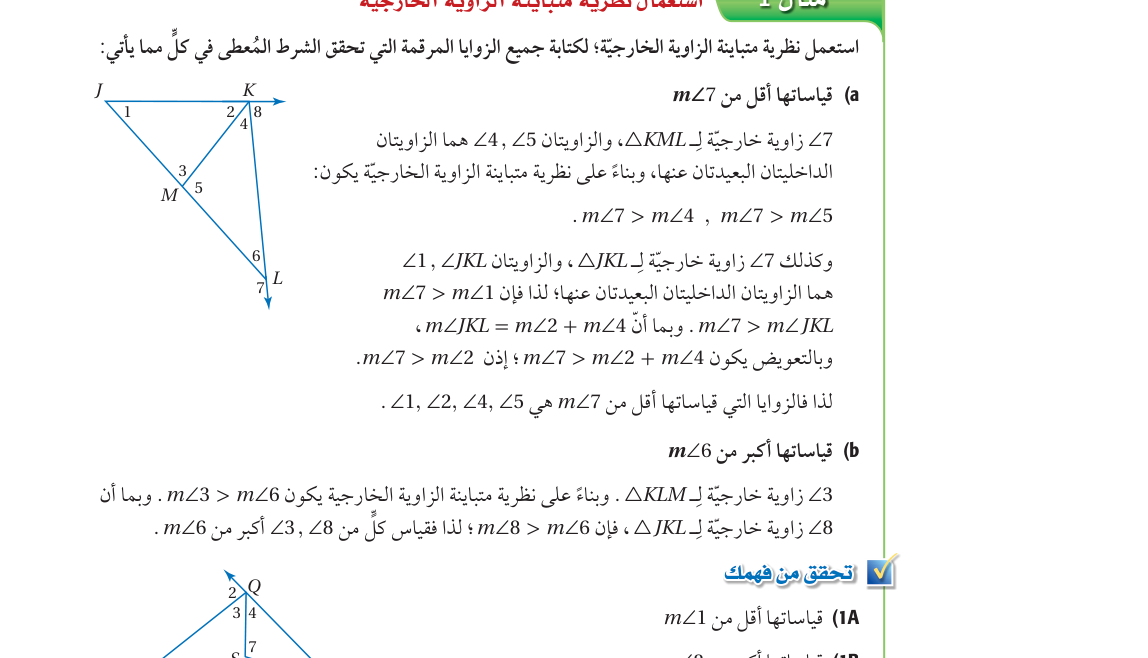 مثال 1 استعمال نظرية متباينة الزاوية الخارجية
استعمل نظرية متباينة الزاوية الخارجيّة؛ لكتابة جميع الزوايا المرقمة التي تحقق الشرط المُعطى في كلٍّ مما يأتي:
(a قياساتها أقل من m∠7
∠7 زاوية خارجيّة لِـ △KML، والزاويتان ∠4, ∠5 هما الزاويتان
الداخليتان البعيدتان عنها، وبناءً على نظرية متباينة الزاوية الخارجيّة يكون:
m∠7 > m∠4 , m∠7 > m∠5 .
وكذلك ∠7 زاوية خارجيّة لِـ △JKL ، والزاويتان ∠1, ∠JKL
هما الزاويتان الداخليتان البعيدتان عنها؛ لذا فإن m∠7 > m∠1
m∠7 > m∠JKL . وبما أنّ m∠JKL = m∠2 + m∠4 ،
وبالتعويض يكون m∠7 > m∠2 + m∠4 ؛ إذن m∠7 > m∠2 .
لذا فالزوايا التي قياساتها أقل من m∠7 هي ∠1, ∠2, ∠4, ∠5 .
J K
1 2 8
4
3
M 5
6
7 L
(b قياساتها أكبر من m∠6
∠3 زاوية خارجيّة لِـ △KLM . وبناءً على نظرية متباينة الزاوية الخارجية يكون m∠3 > m∠6 . وبما أن
∠8 زاوية خارجيّة لِـ △JKL ، فإن m∠8 > m∠6 ؛ لذا فقياس كلٍّ من ∠3, ∠8 أكبر من m∠6 .
تحقق من فهمك
(1A قياساتها أقل من m∠1
2 Q
3 4
7